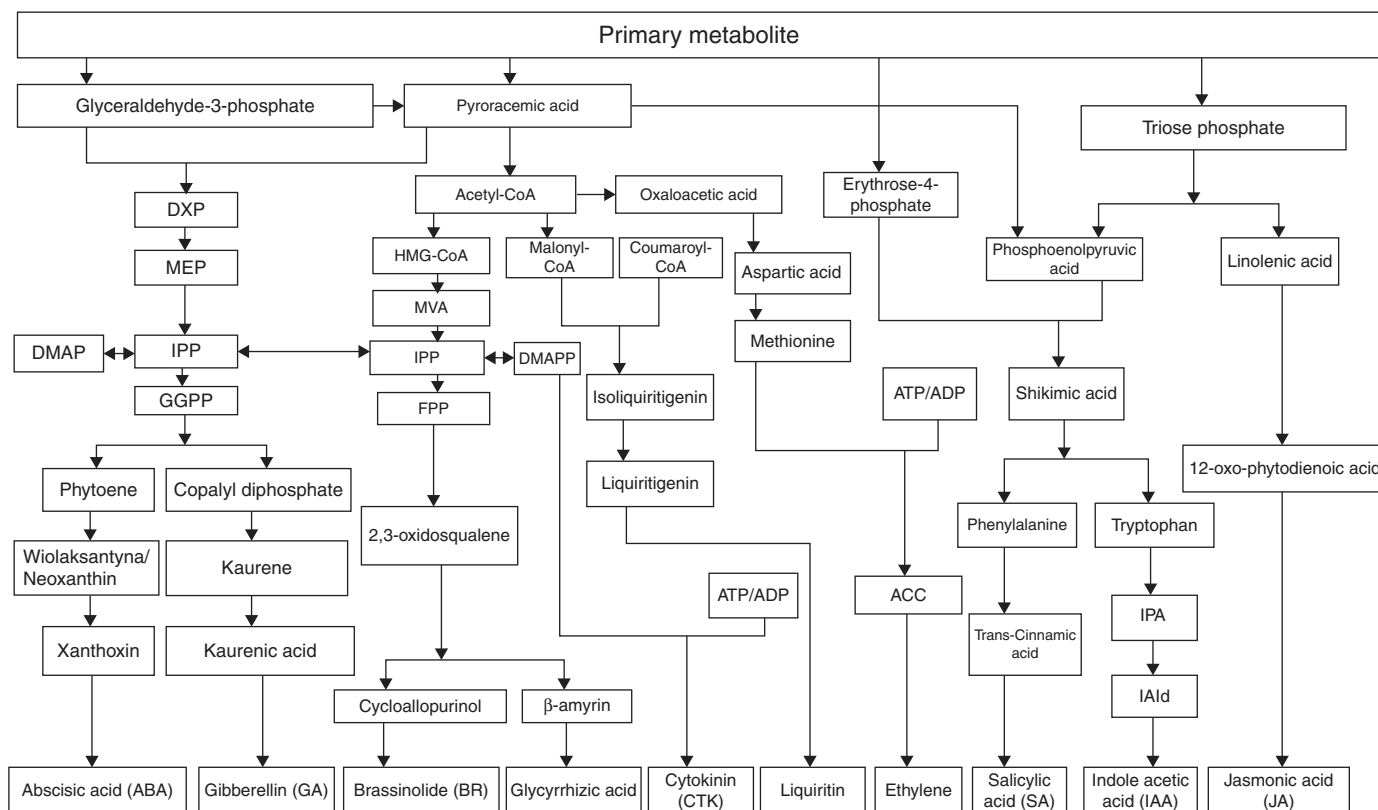 Primary metabolite
Glyceraldehyde-3-phosphate
Pyroracemic acid
Triose phosphate
Acetyl-CoA
Oxaloacetic acid
Erythrose-4-
phosphate
DXP
HMG-CoA
Malonyl-
CoA
Coumaroyl-
CoA
Aspartic acid
Phosphoenolpyruvic
acid
Linolenic acid
MEP
MVA
Methionine
DMAP
IPP
IPP
DMAPP
GGPP
FPP
Isoliquiritigenin
ATP/ADP
Shikimic acid
Phytoene
Copalyl diphosphate
Liquiritigenin
12-oxo-phytodienoic acid
2,3-oxidosqualene
Phenylalanine
Tryptophan
Wiolaksantyna/
Neoxanthin
Kaurene
ATP/ADP
ACC
IPA
Xanthoxin
Kaurenic acid
Trans-Cinnamic
acid
Cycloallopurinol
β-amyrin
IAId
Abscisic acid (ABA)
Gibberellin (GA)
Brassinolide (BR)
Glycyrrhizic acid
Cytokinin
(CTK)
Liquiritin
Ethylene
Salicylic
acid (SA)
Indole acetic
acid (IAA)
Jasmonic acid
(JA)